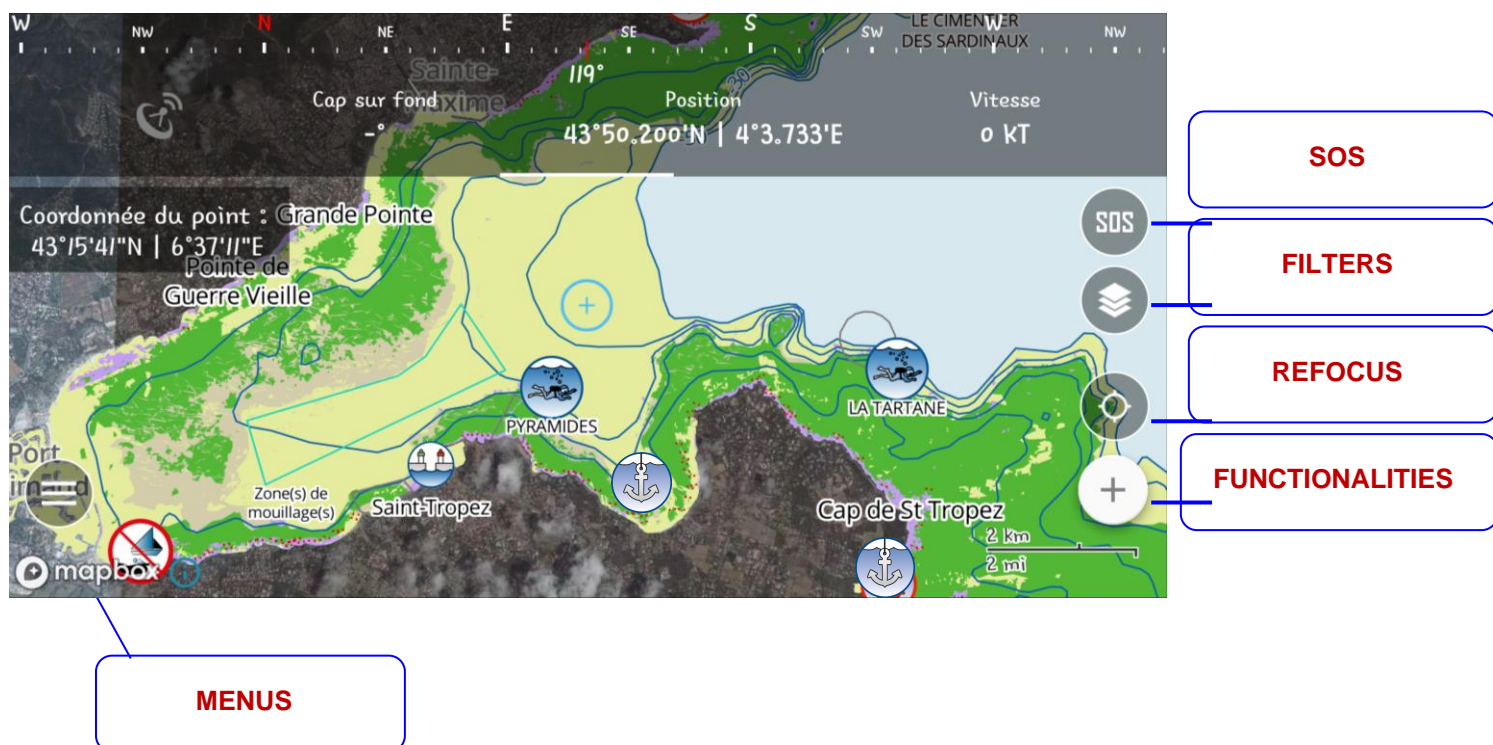 W NW N NE E SE S SW W NW
LE CIMENTIER
DES SARDINAUX
119°
30
Sainte-
Maxime
Cap sur fond
-°
Position
43°50.200'N | 4°3.733'E
Vitesse
0 KT
SOS
Coordonnée du point :
43°15'41"N | 6°37'11"E
Grande Pointe
SOS
Pointe de
Guerre Vieille
FILTERS
REFOCUS
LA TARTANE
PYRAMIDES
Port
FUNCTIONALITIES
Zone(s) de
mouillage(s)
Saint-Tropez
Cap de St Tropez
2 km
2 mi
mapbox
MENUS